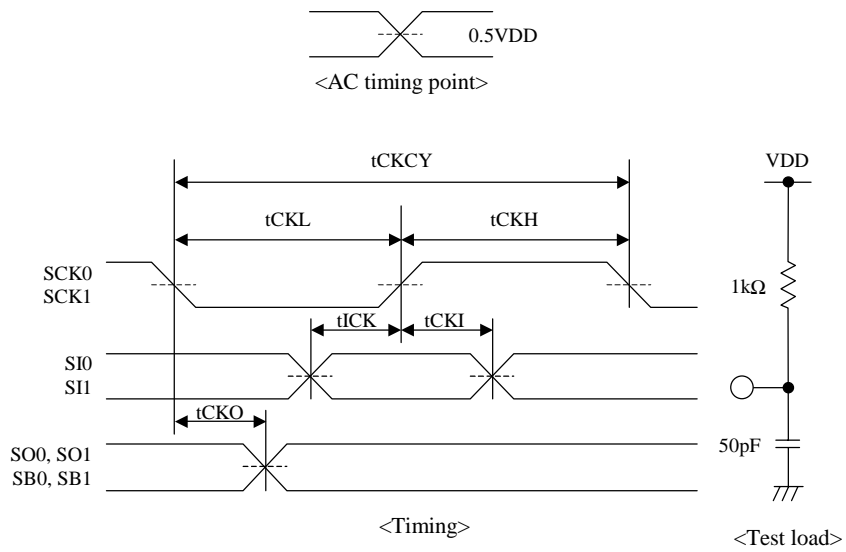 0.5VDD
<AC timing point>
tCKCY
VDD
tCKL
tCKH
SCK0
SCK1
1kΩ
tICK
tCKI
SI0
SI1
tCKO
SO0, SO1
SB0, SB1
50pF
<Timing>
<Test load>